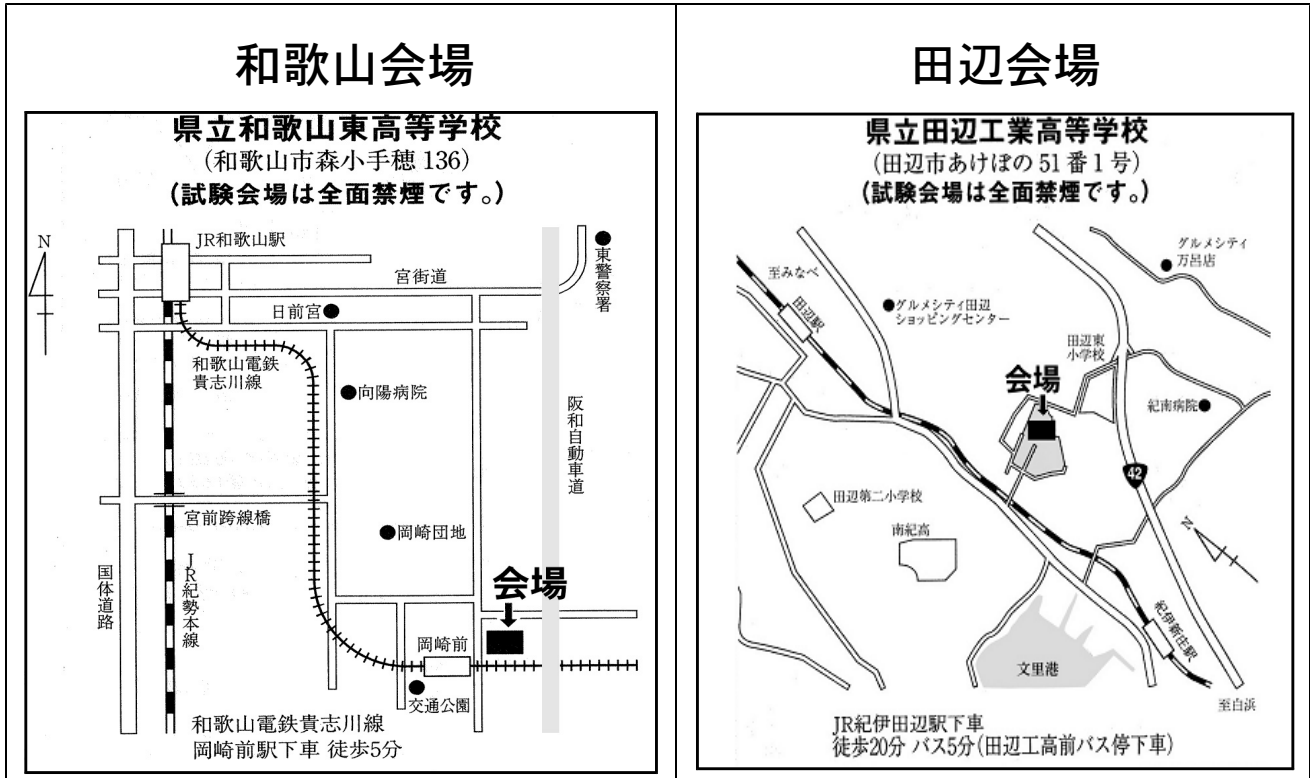 和歌山会場
県立和歌山東高等学校
（和歌山市森小手穂 136）
（試験会場は全面禁煙です。）
N
JR和歌山駅
宮街道
東警察署
日前宮
和歌山電鉄
貴志川線
向陽病院
阪和自動車道
宮前跨線橋
岡崎団地
国体道路
JR紀勢本線
会場
岡崎前
交通公園
和歌山電鉄貴志川線
岡崎前駅下車 徒歩5分
田辺会場
県立田辺工業高等学校
（田辺市あけぼの 51 番 1 号）
（試験会場は全面禁煙です。）
グルメシティ
万呂店
至みなべ
田辺駅
グルメシティ田辺
ショッピングセンター
田辺東
小学校
会場
紀南病院
42
田辺第二小学校
南紀高
N
紀伊新庄駅
文里港
至白浜
JR紀伊田辺駅下車
徒歩20分 バス5分（田辺工高前バス停下車）